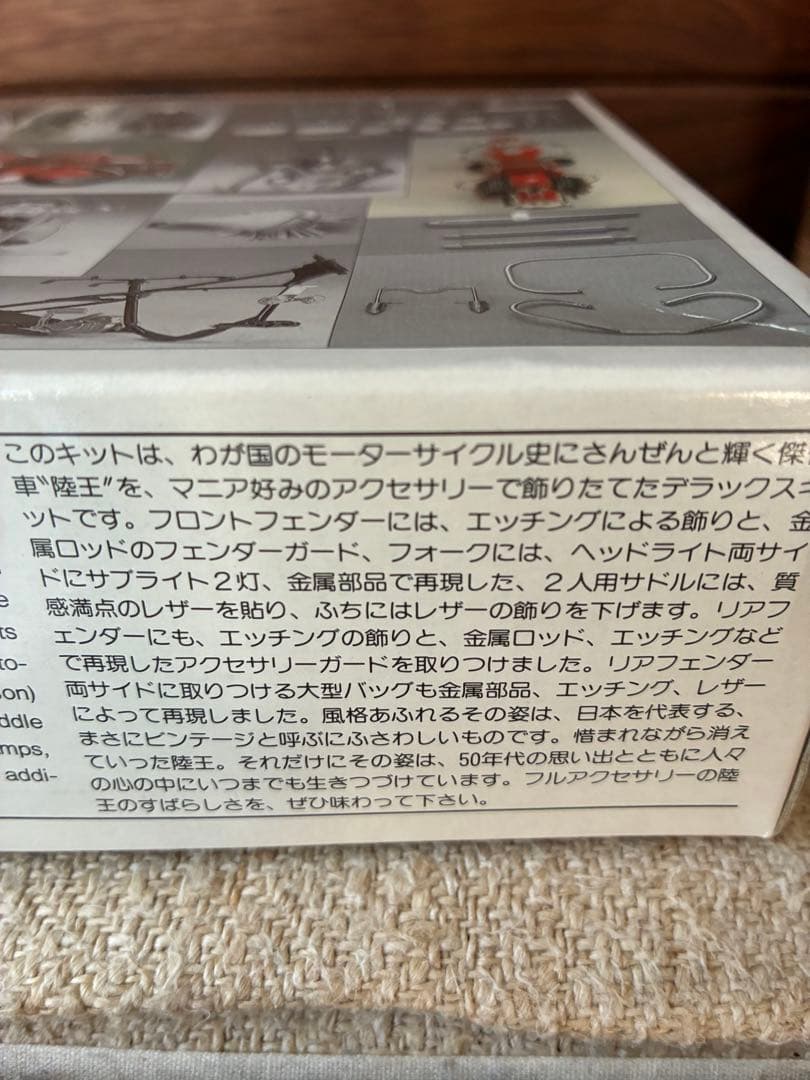 このキットは、わが国のモーターサイクル史にさんぜんと輝く傑
車〝陸王〟を、マニア好みのアクセサリーで飾りたてたデラックスキ
ットです。フロントフェンダーには、エッチングによる飾りと、金
属ロッドのフェンダーガード、フォークには、ヘッドライト両サイ
ドにサブライト2灯、金属部品で再現した、2人用サドルには、質
感満点のレザーを貼り、ふちにはレザーの飾りを下げます。リアフ
ェンダーにも、エッチングの飾りと、金属ロッド、エッチングなど
で再現したアクセサリーガードを取りつけました。リアフェンダー
両サイドに取りつける大型バッグも金属部品、エッチング、レザー
によって再現しました。風格あふれるその姿は、日本を代表する、
まさにビンテージと呼ぶにふさわしいものです。惜まれながら消え
ていった陸王。それだけにその姿は、50年代の思い出とともに人々
の心の中にいつまでも生きつづけています。フルアクセサリーの陸
王のすばらしさを、ぜひ味わって下さい。
e
ts
to-
son)
ddle
mps,
addi-